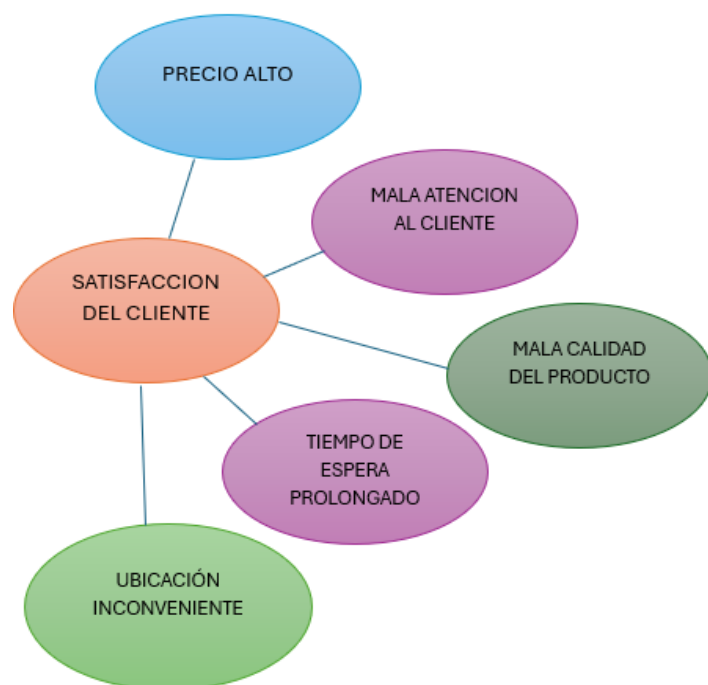 PRECIO ALTO
MALA ATENCION
AL CLIENTE
SATISFACCION
DEL CLIENTE
MALA CALIDAD
DEL PRODUCTO
TIEMPO DE
ESPERA
PROLONGADO
UBICACIÓN
INCONVENIENTE